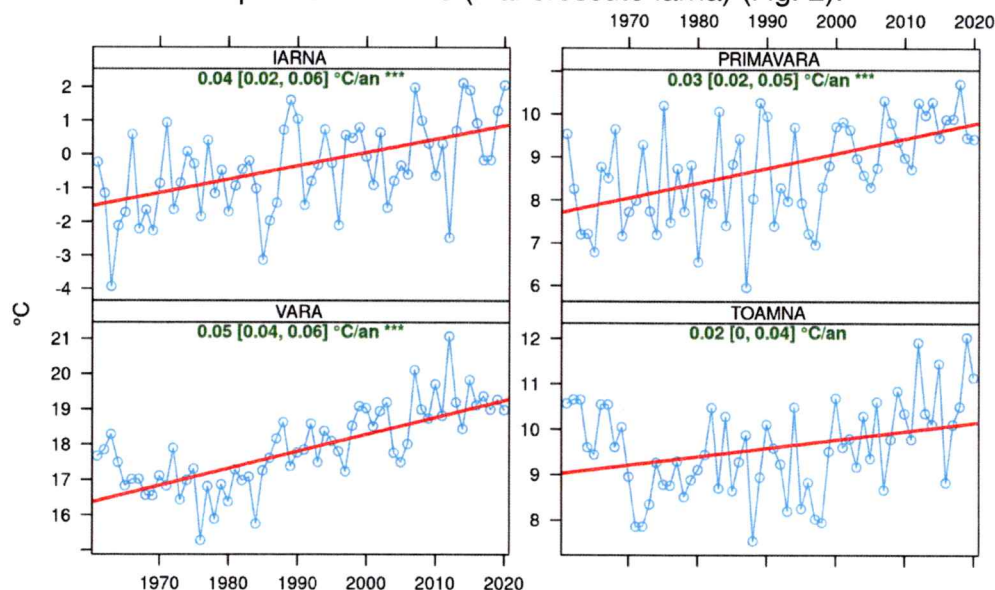 (Fig. 2).
1970 1980 1990 2000 2010 2020
IARNA
0.04 [0.02, 0.06] °C/an ***
2
1
0
-1
-2
-3
-4
PRIMAVARA
0.03 [0.02, 0.05] °C/an ***
10
9
8
7
6
°C
VARA
0.05 [0.04, 0.06] °C/an ***
21
20
19
18
17
16
TOAMNA
0.02 [0, 0.04] °C/an
12
11
10
9
8
1970 1980 1990 2000 2010 2020